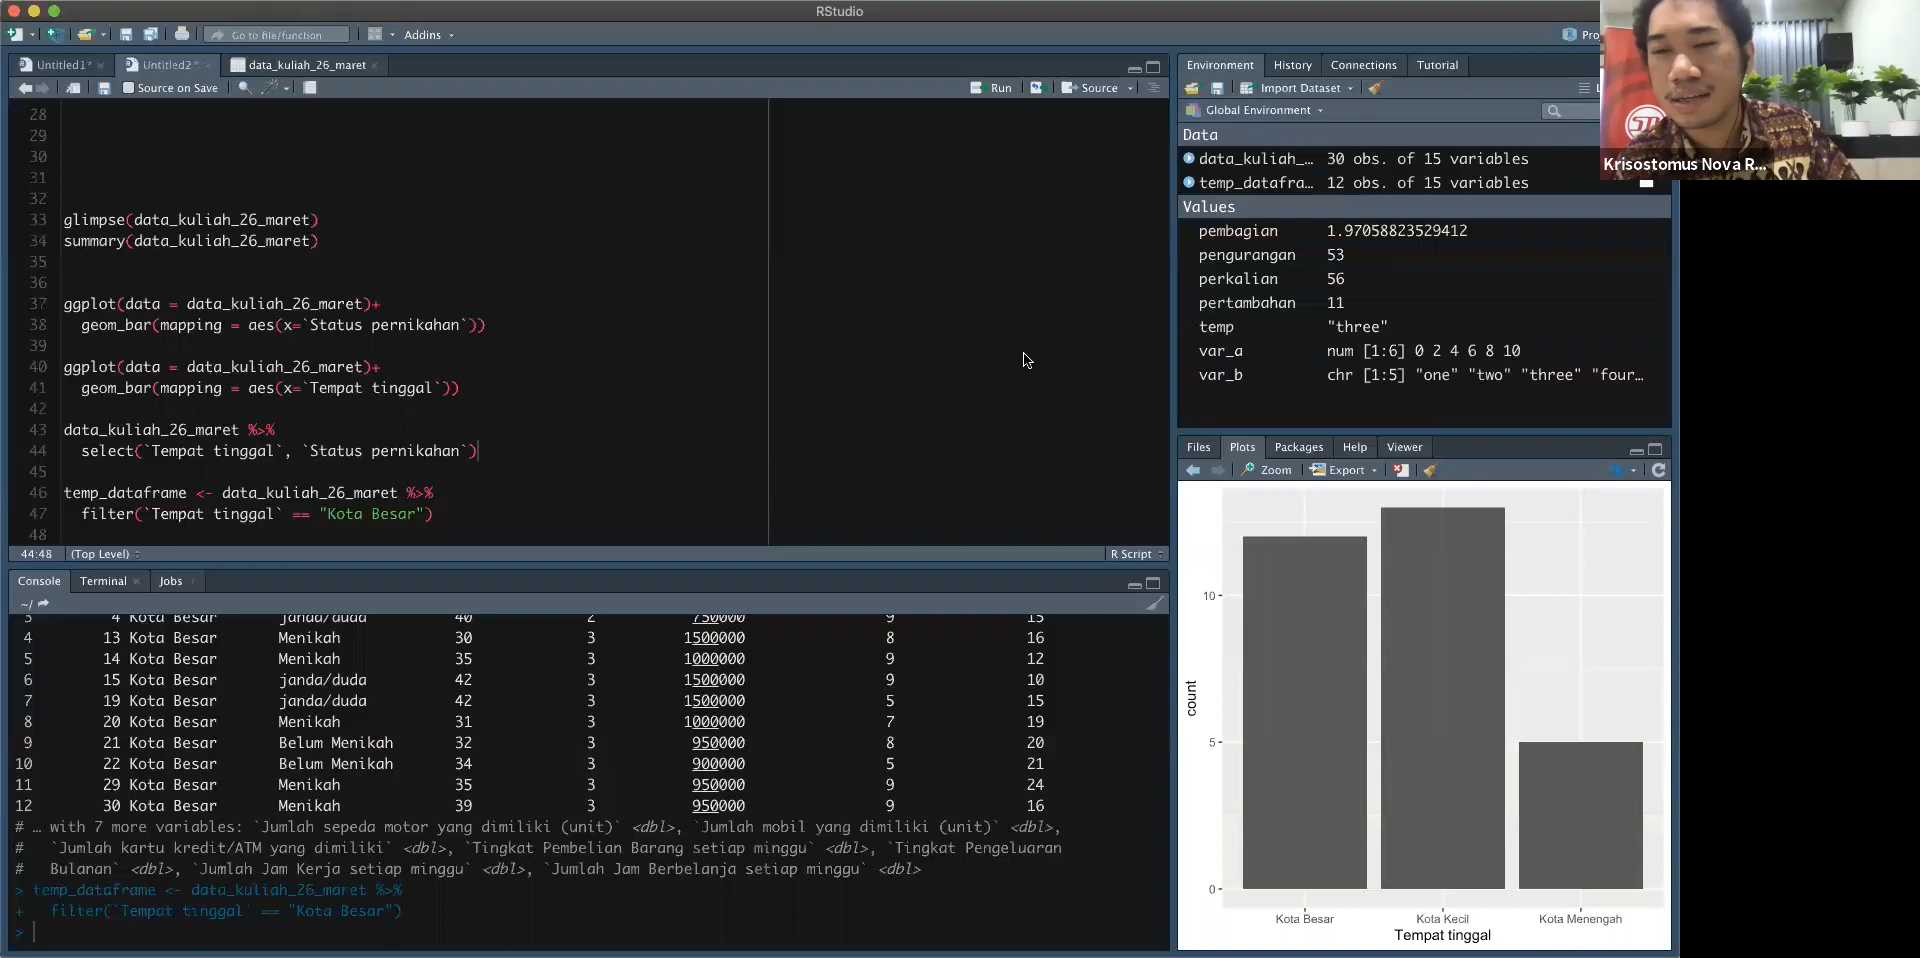 RStudio
Go to file/function
Addins
Untitled1*
Untitled2*
data_kuliah_26_maret
Source on Save
Run
Source
28
29
30
31
32
33 glimpse(data_kuliah_26_maret)
34 summary(data_kuliah_26_maret)
35
36
37 ggplot(data = data_kuliah_26_maret)+
38 geom_bar(mapping = aes(x=`Status pernikahan`))
39
40 ggplot(data = data_kuliah_26_maret)+
41 geom_bar(mapping = aes(x=`Tempat tinggal`))
42
43 data_kuliah_26_maret %>%
44 select(`Tempat tinggal`, `Status pernikahan`)
45
46 temp_dataframe <- data_kuliah_26_maret %>%
47 filter(`Tempat tinggal` == "Kota Besar")
48
44:48 (Top Level) R Script
Console Terminal Jobs
~/
3 4 Kota Besar janda/duda 40 2 750000 9 15
4 13 Kota Besar Menikah 30 3 1500000 8 16
5 14 Kota Besar Menikah 35 3 1000000 9 12
6 15 Kota Besar janda/duda 42 3 1500000 9 10
7 19 Kota Besar janda/duda 42 3 1500000 5 15
8 20 Kota Besar Menikah 31 3 1000000 7 19
9 21 Kota Besar Belum Menikah 32 3 950000 8 20
10 22 Kota Besar Belum Menikah 34 3 900000 5 21
11 29 Kota Besar Menikah 35 3 950000 9 24
12 30 Kota Besar Menikah 39 3 950000 9 16
# … with 7 more variables: `Jumlah sepeda motor yang dimiliki (unit)` <dbl>, `Jumlah mobil yang dimiliki (unit)` <dbl>,
# `Jumlah kartu kredit/ATM yang dimiliki` <dbl>, `Tingkat Pembelian Barang setiap minggu` <dbl>, `Tingkat Pengeluaran
# Bulanan` <dbl>, `Jumlah Jam Kerja setiap minggu` <dbl>, `Jumlah Jam Berbelanja setiap minggu` <dbl>
> temp_dataframe <- data_kuliah_26_maret %>%
+ filter(`Tempat tinggal` == "Kota Besar")
>
Environment History Connections Tutorial
Import Dataset
Global Environment
Data
data_kuliah_… 30 obs. of 15 variables
temp_datafra… 12 obs. of 15 variables
Values
pembagian 1.97058823529412
pengurangan 53
perkalian 56
pertambahan 11
temp "three"
var_a num [1:6] 0 2 4 6 8 10
var_b chr [1:5] "one" "two" "three" "four…
Files Plots Packages Help Viewer
Zoom Export
count
10
5
0
Kota Besar Kota Kecil Kota Menengah
Tempat tinggal
Krisostomus Nova R...